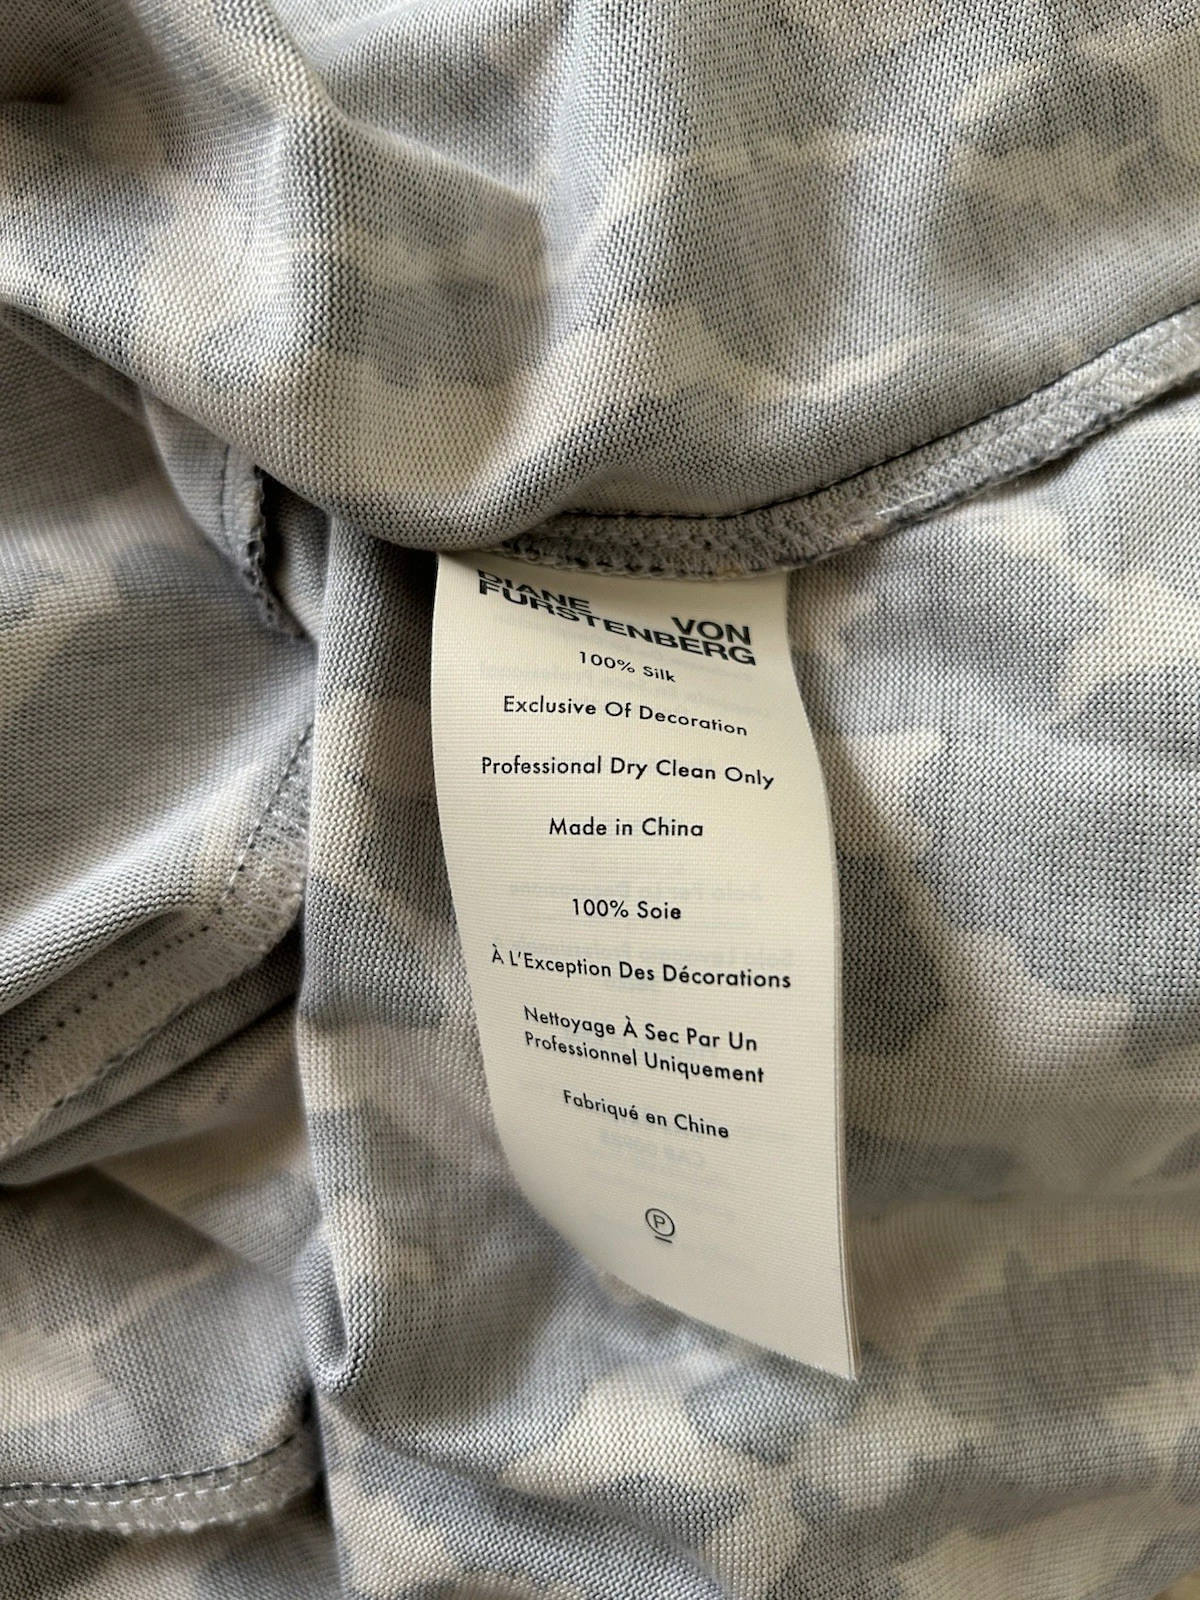 DIANE VON
FURSTENBERG
100% Silk
Exclusive Of Decoration
Professional Dry Clean Only
Made in China
100% Soie
À L'Exception Des Décorations
Nettoyage À Sec Par Un
Professionnel Uniquement
Fabriqué en Chine
P